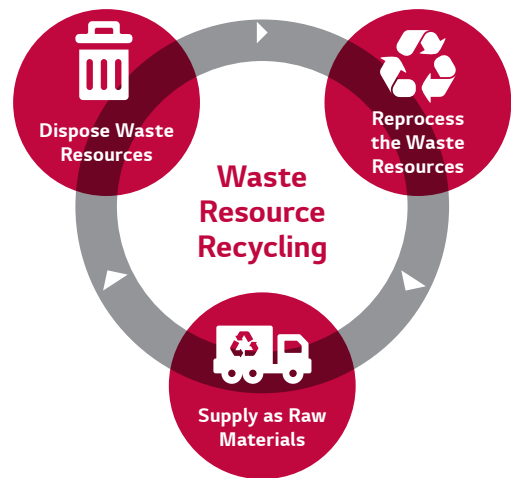 Dispose Waste
Resources
Reprocess
the Waste
Resources
Waste
Resource
Recycling
Supply as Raw
Materials